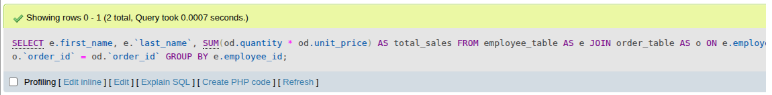 Showing rows 0 - 1 (2 total, Query took 0.0007 seconds.)
SELECT e.first_name, e.`last_name`, SUM(od.quantity * od.unit_price) AS total_sales FROM employee_table AS e JOIN order_table AS o ON e.employ
o.`order_id` = od.`order_id` GROUP BY e.employee_id;
Profiling [ Edit inline ] [ Edit ] [ Explain SQL ] [ Create PHP code ] [ Refresh ]